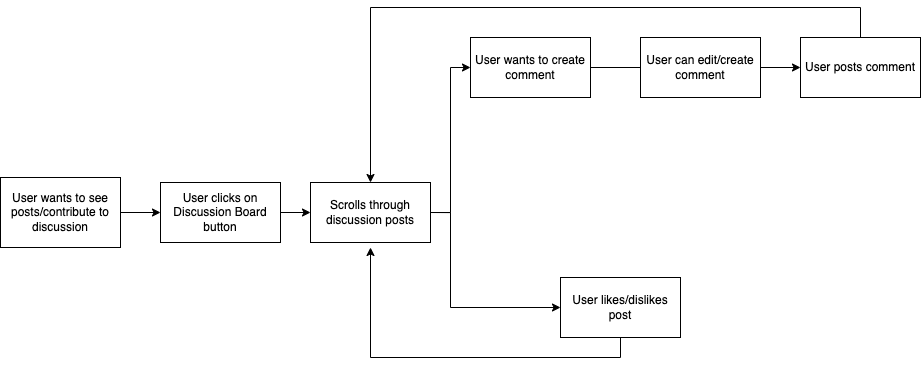 User wants to create
comment
User can edit/create
comment
User posts comment
User wants to see
posts/contribute to
discussion
User clicks on
Discussion Board
button
Scrolls through
discussion posts
User likes/dislikes
post